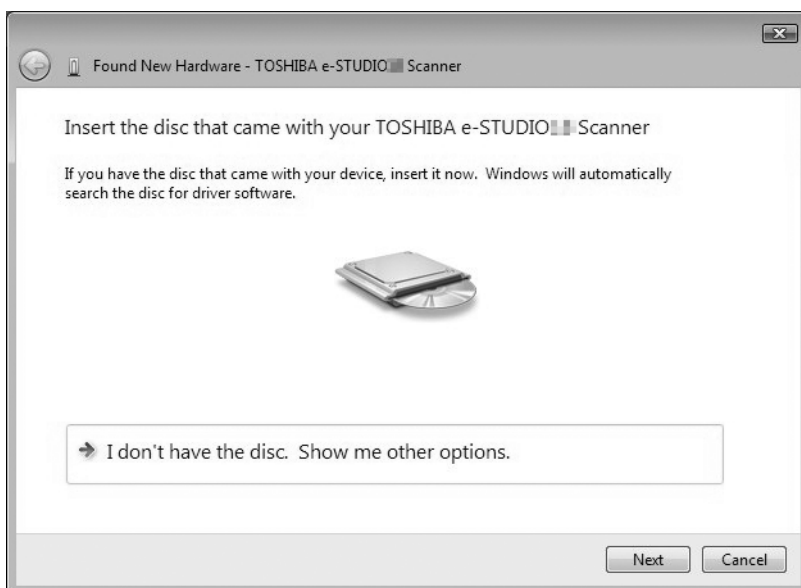 Found New Hardware - TOSHIBA e-STUDIO Scanner
Insert the disc that came with your TOSHIBA e-STUDIO Scanner
If you have the disc that came with your device, insert it now. Windows will automatically
search the disc for driver software.
I don't have the disc. Show me other options.
Next
Cancel